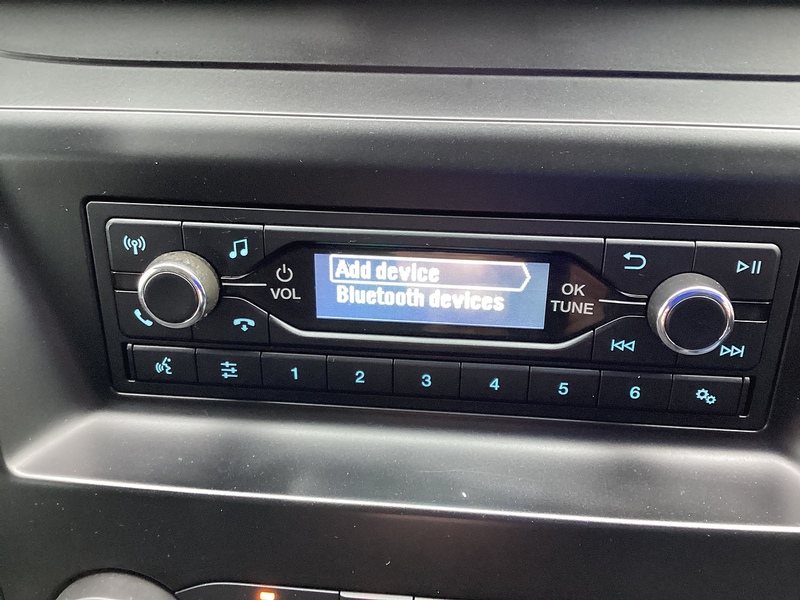 Add device
Bluetooth devices
VOL
OK
TUNE
1 2 3 4 5 6